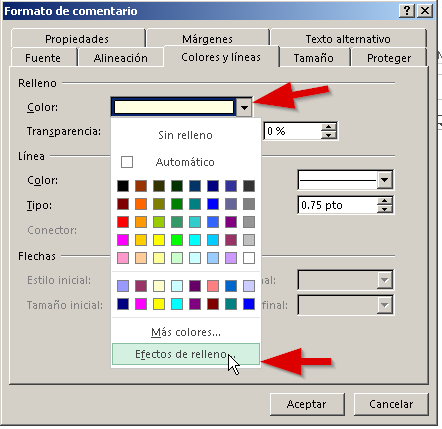 Formato de comentario
Propiedades Márgenes Texto alternativo
Fuente Alineación Colores y líneas Tamaño Proteger
Relleno
Color:
Transparencia: 0 %
Sin relleno
Automático
Línea
Color:
Tipo: 0.75 pto
Conector:
Flechas
Estilo inicial:
Tamaño inicial: final:
Más colores...
Efectos de relleno...
Aceptar Cancelar